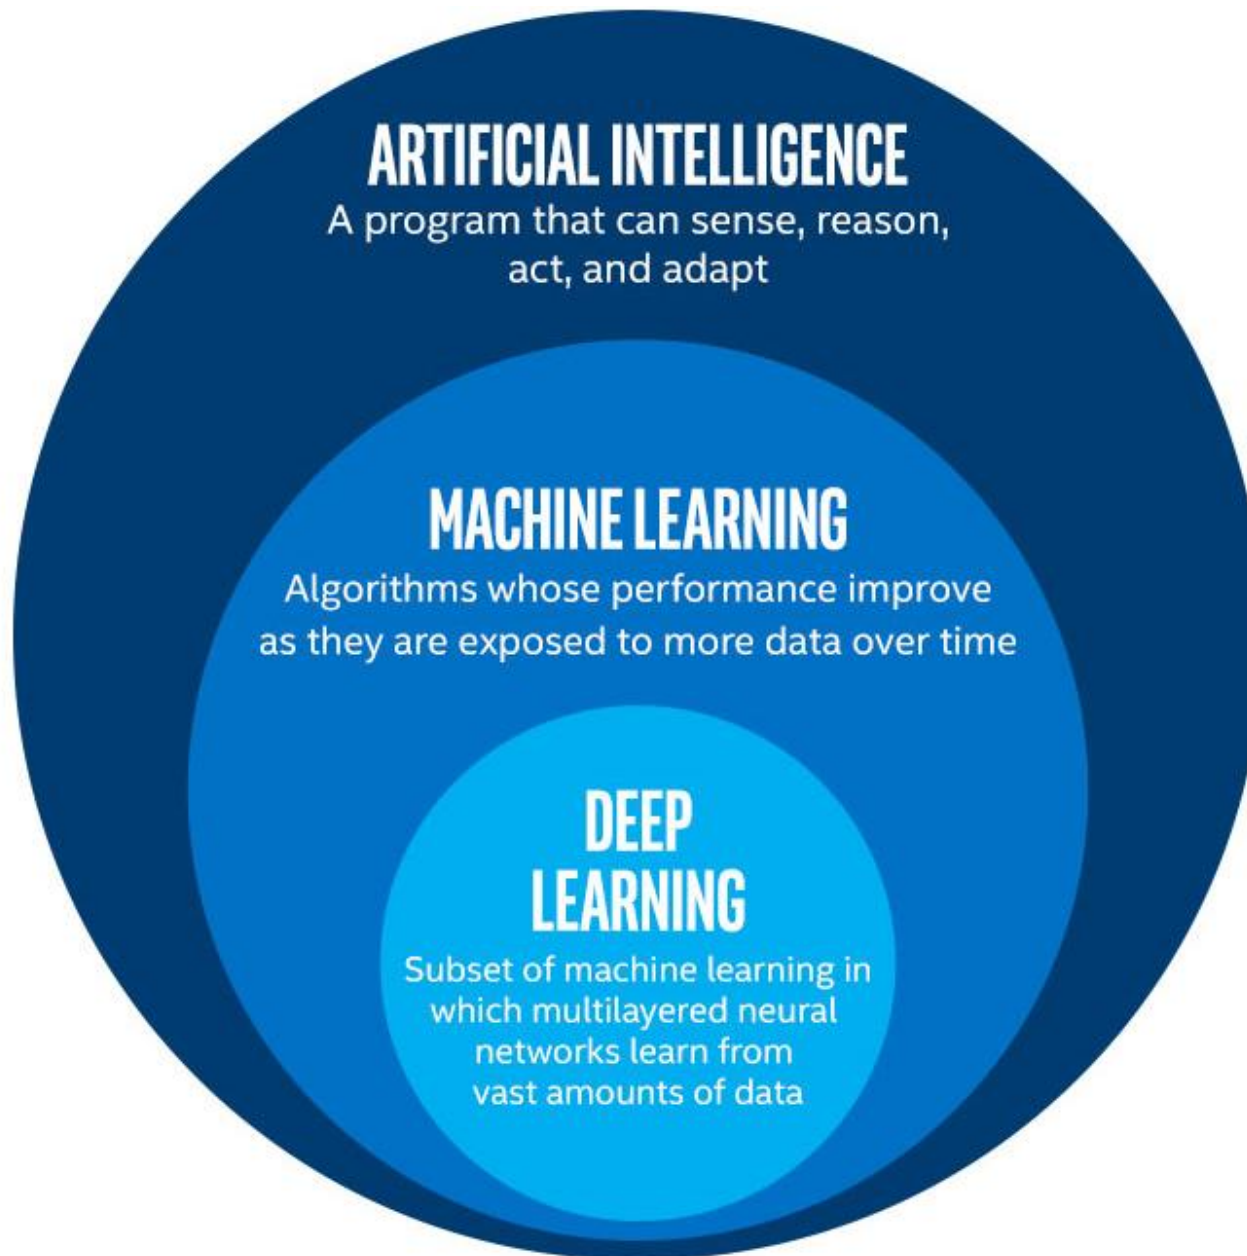 ARTIFICIAL INTELLIGENCE
A program that can sense, reason,
act, and adapt
MACHINE LEARNING
Algorithms whose performance improve
as they are exposed to more data over time
DEEP
LEARNING
Subset of machine learning in
which multilayered neural
networks learn from
vast amounts of data